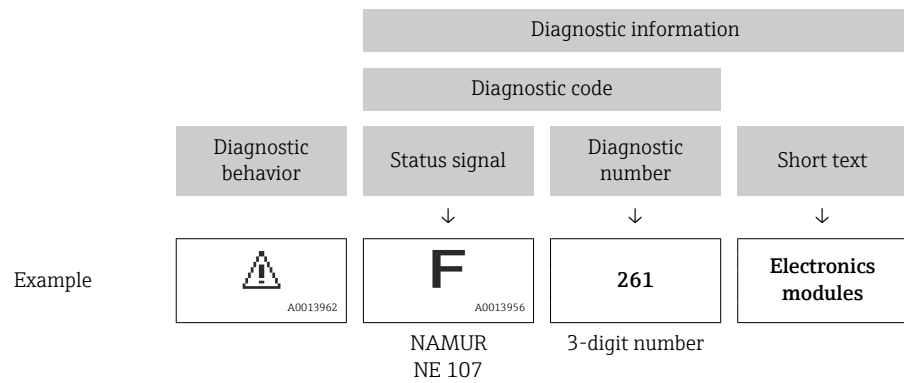 Diagnostic information
Diagnostic code
Diagnostic
behavior
Status signal
Diagnostic
number
Short text
↓
↓
↓
Example
A0013962
F
A0013956
261
Electronics
modules
NAMUR
NE 107
3-digit number